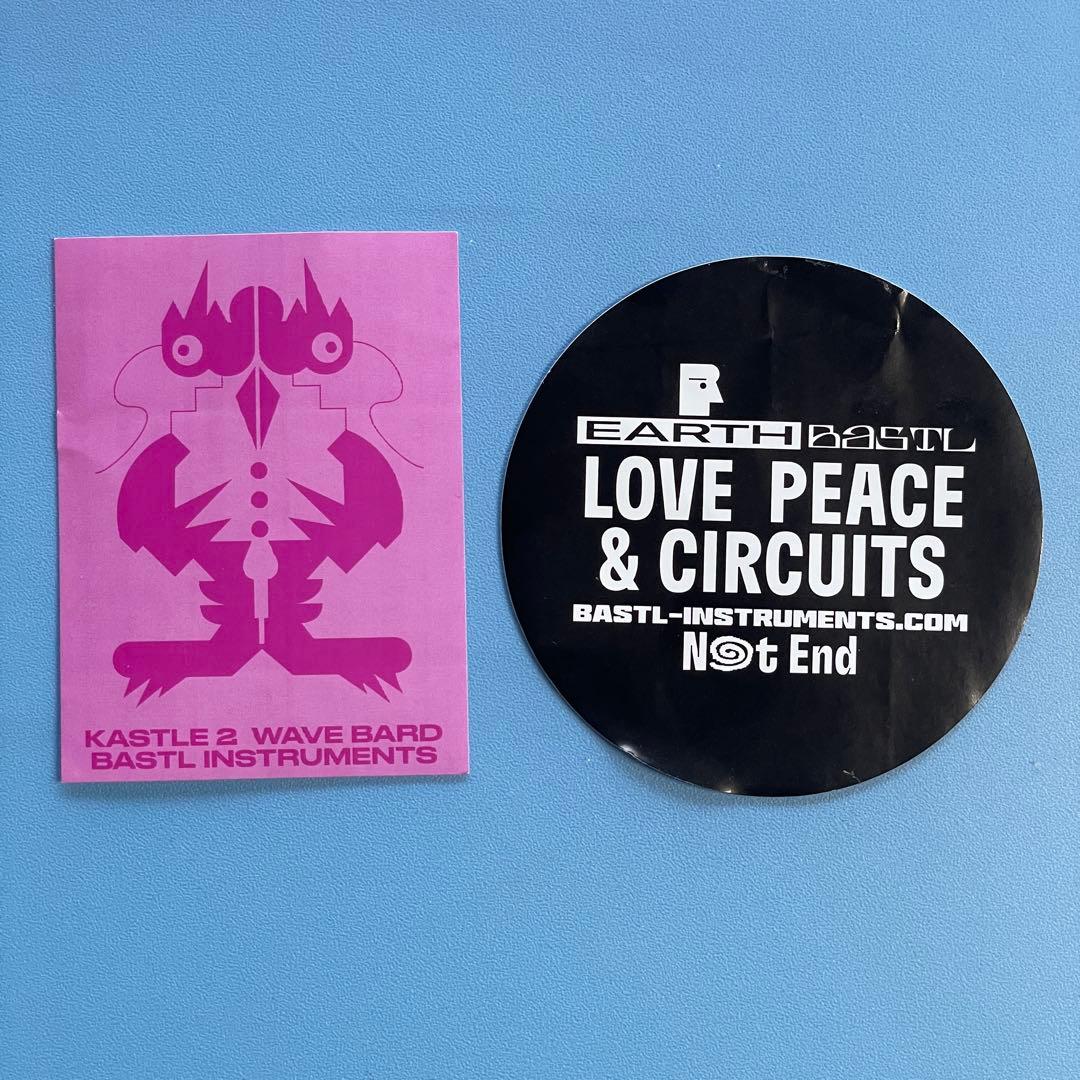 KASTLE 2 WAVE BARD
BASTL INSTRUMENTS
EARTH BASTL
LOVE PEACE
& CIRCUITS
BASTL-INSTRUMENTS.COM
Not End